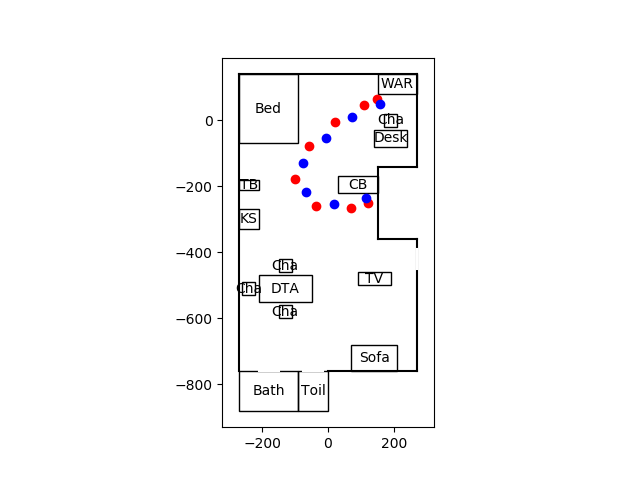 WAR
Bed
Cha
Desk
TB
CB
KS
Cha
Cha
DTA
TV
Cha
Sofa
Bath
Toil
0
−200
−400
−600
−800
−200
0
200